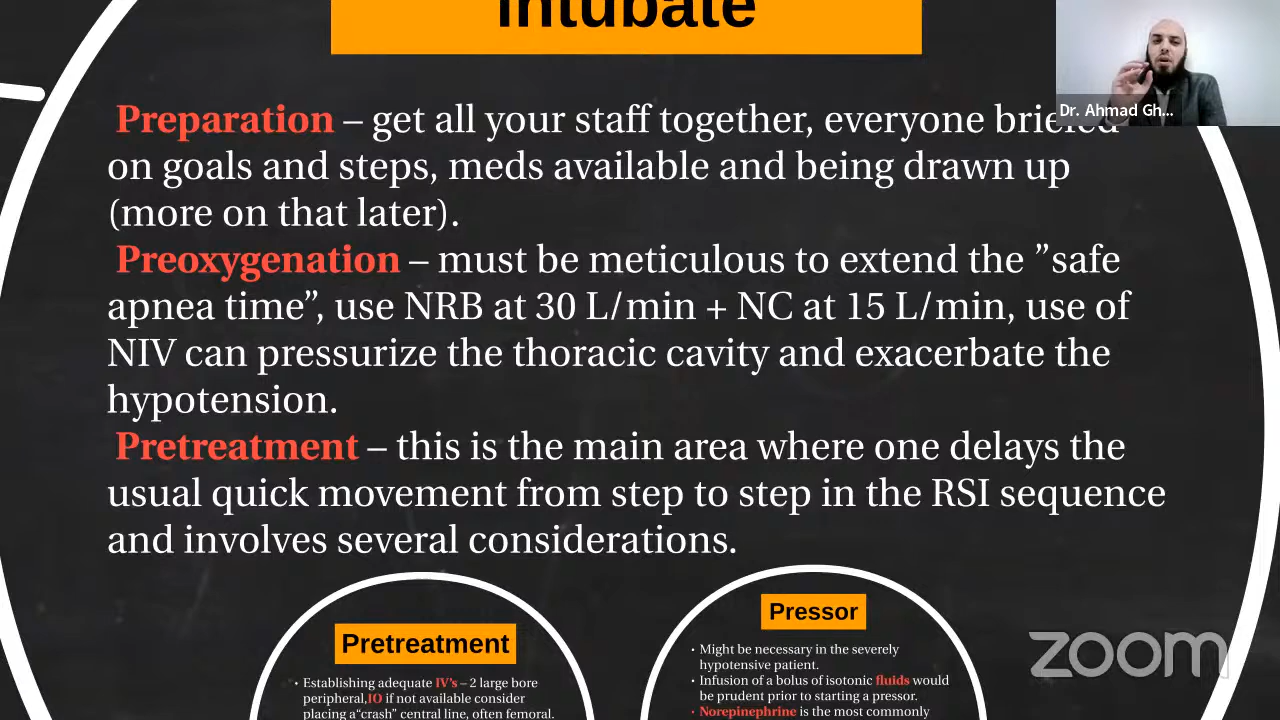 Intubate
Dr. Ahmad Gh...
Preparation – get all your staff together, everyone briefed
on goals and steps, meds available and being drawn up
(more on that later).
Preoxygenation – must be meticulous to extend the ”safe
apnea time”, use NRB at 30 L/min + NC at 15 L/min, use of
NIV can pressurize the thoracic cavity and exacerbate the
hypotension.
Pretreatment – this is the main area where one delays the
usual quick movement from step to step in the RSI sequence
and involves several considerations.
Pretreatment
• Establishing adequate IV's – 2 large bore
peripheral,IO if not available consider
placing a“crash” central line, often femoral.
Pressor
• Might be necessary in the severely
hypotensive patient.
• Infusion of a bolus of isotonic fluids would
be prudent prior to starting a pressor.
• Norepinephrine is the most commonly
zoom